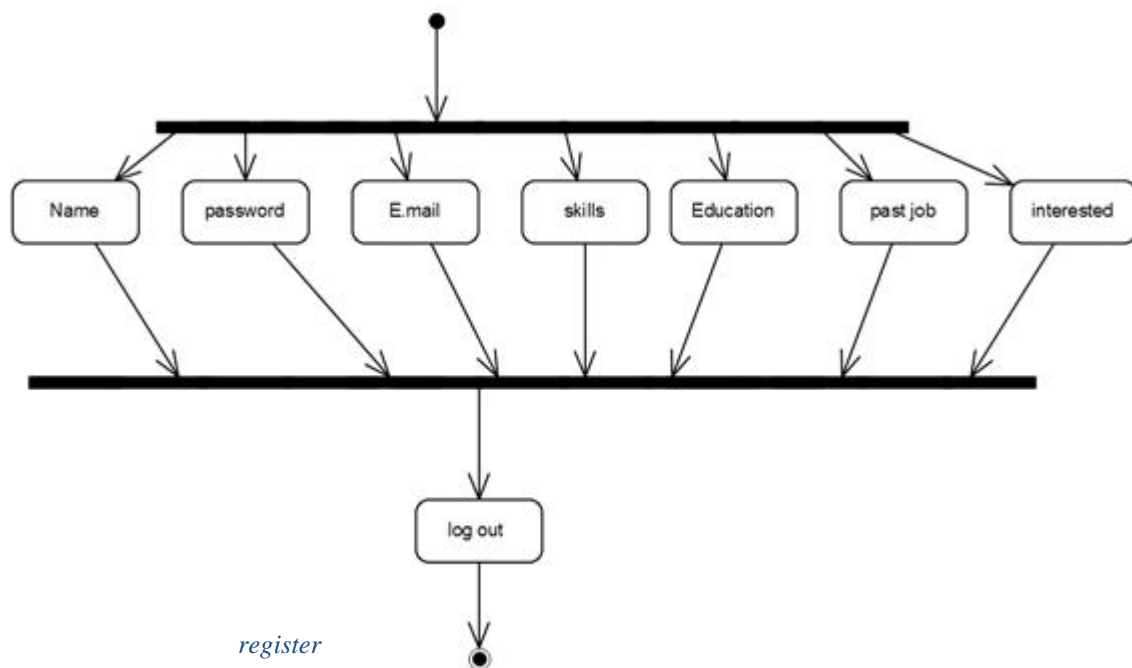 Name
password
E.mail
skills
Education
past job
interested
log out
register